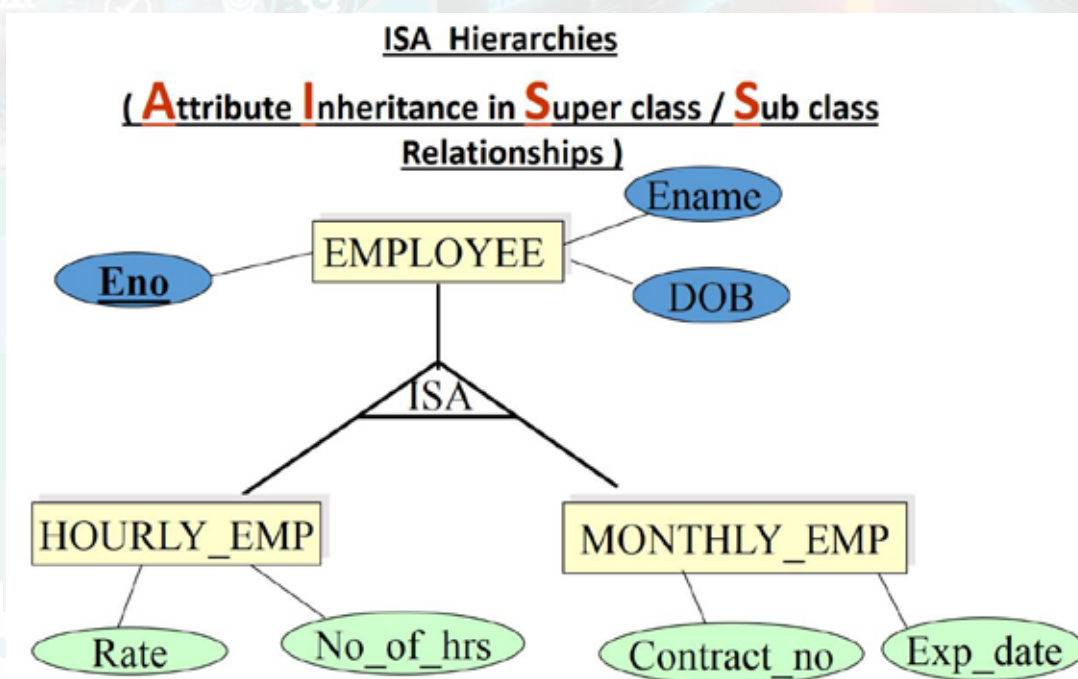 ISA Hierarchies
( Attribute Inheritance in Super class / Sub class
Relationships )
Ename
EMPLOYEE
Eno
DOB
ISA
HOURLY_EMP
MONTHLY_EMP
Rate
No_of_hrs
Contract_no
Exp_date